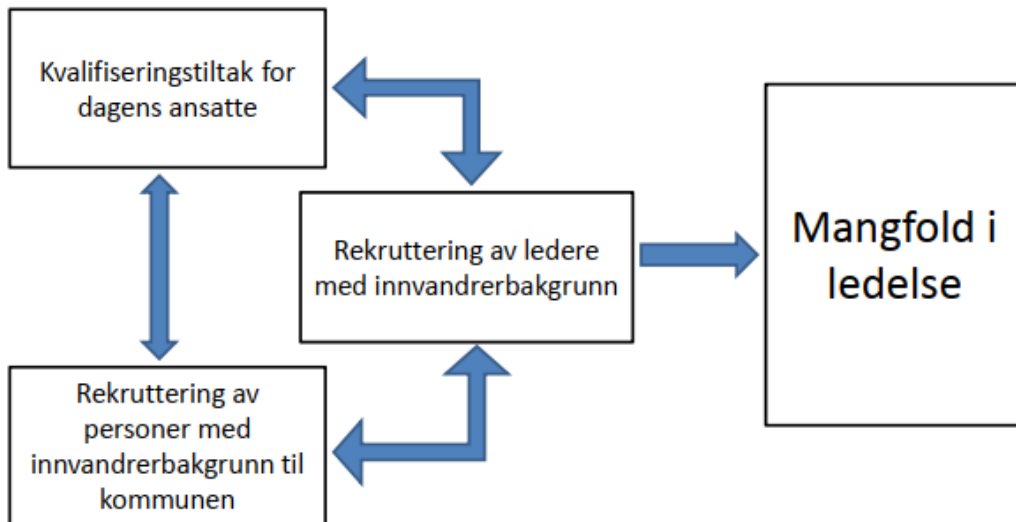 Kvalifiseringstiltak for
dagens ansatte
Rekruttering av
personer med
innvandrerbakgrunn til
kommunen
Rekruttering av ledere
med innvandrerbakgrunn
Mangfold i
ledelse